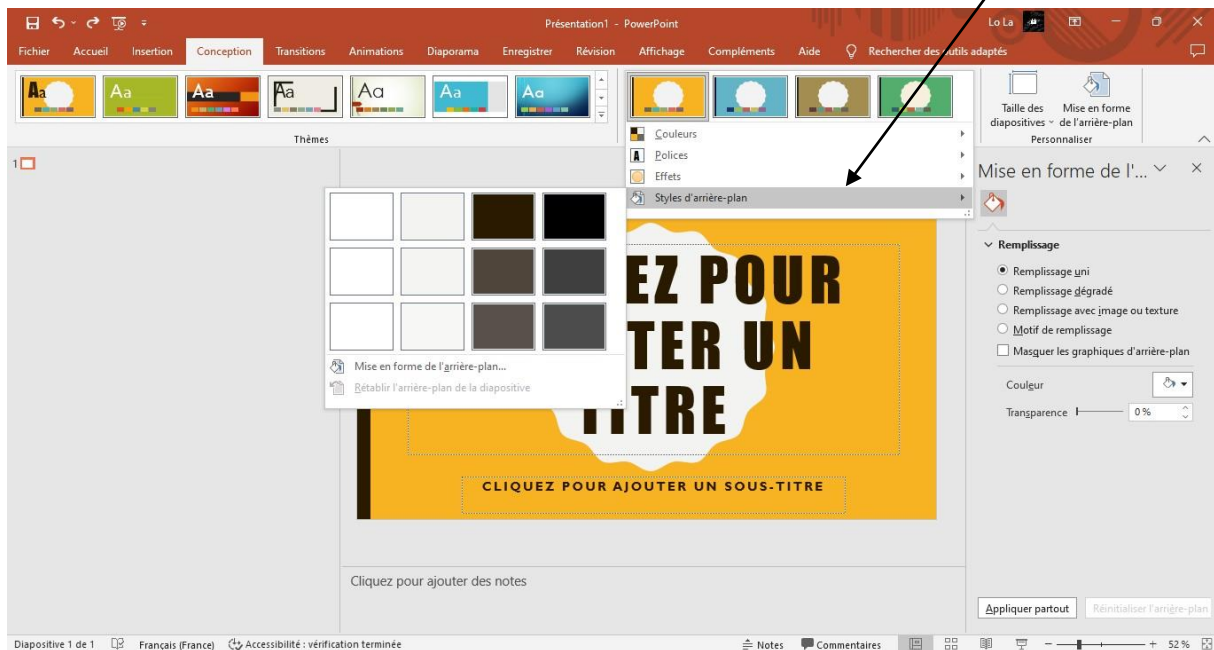 Présentation1 - PowerPoint
Lo La
Fichier Accueil Insertion Conception Transitions Animations Diaporama Enregistrer Révision Affichage Compléments Aide Rechercher des outils adaptés
Aa Aa Aa Aa Aa Aa Aa
Thèmes
Couleurs
Polices
Effets
Styles d'arrière-plan
Taille des diapositives
Mise en forme de l'arrière-plan
Personnaliser
1
Mise en forme de l'arrière-plan...
Rétablir l'arrière-plan de la diapositive
EZ POUR
TER UN
TITRE
CLIQUEZ POUR AJOUTER UN SOUS-TITRE
Cliquez pour ajouter des notes
Mise en forme de l'...
Remplissage
Remplissage uni
Remplissage dégradé
Remplissage avec image ou texture
Motif de remplissage
Masquer les graphiques d'arrière-plan
Couleur
Transparence 0 %
Appliquer partout Réinitialiser l'arrière-plan
Diapositive 1 de 1 Français (France) Accessibilité : vérification terminée Notes Commentaires 52 %